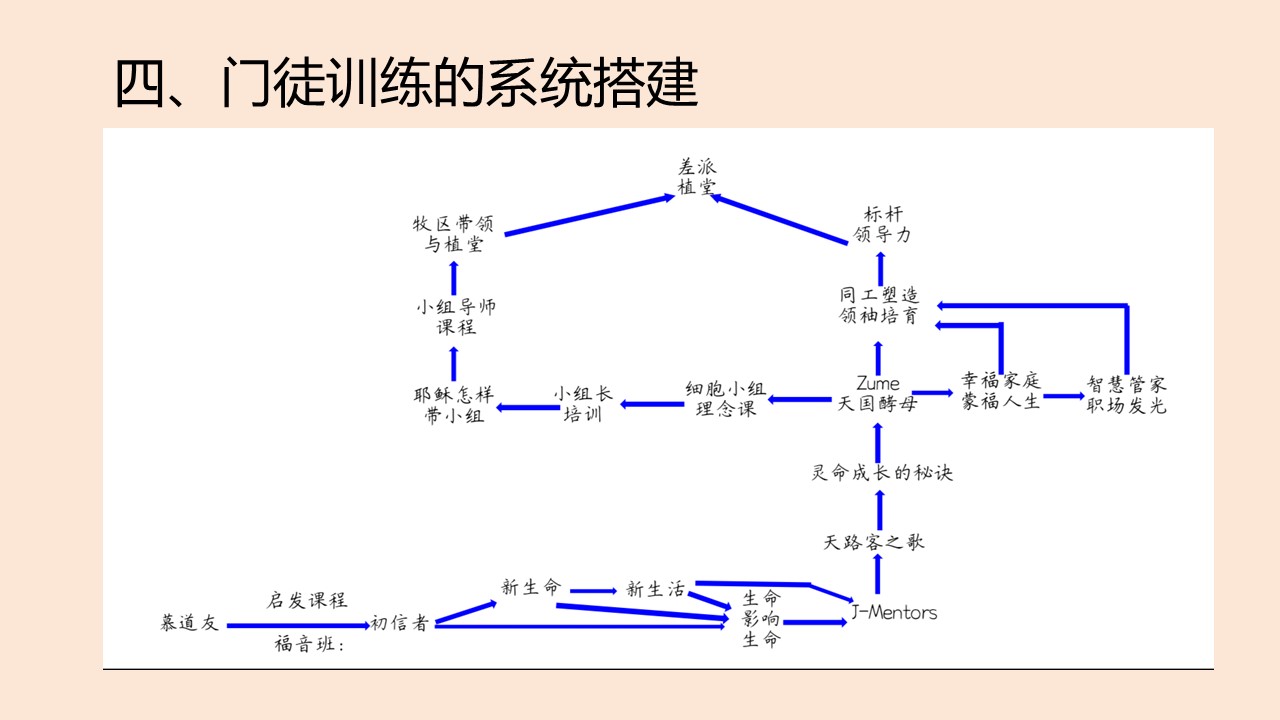 四、门徒训练的系统搭建
差派
植堂
牧区带领
与植堂
标杆
领导力
小组导师
课程
同工塑造
领袖培育
耶稣怎样
带小组
小组长
培训
细胞小组
理念课
Zume
天国酵母
幸福家庭
蒙福人生
智慧管家
职场发光
灵命成长的秘诀
天路客之歌
启发课程
慕道友
初信者
福音班:
新生命
新生活
生命
影响
生命
J-Mentors